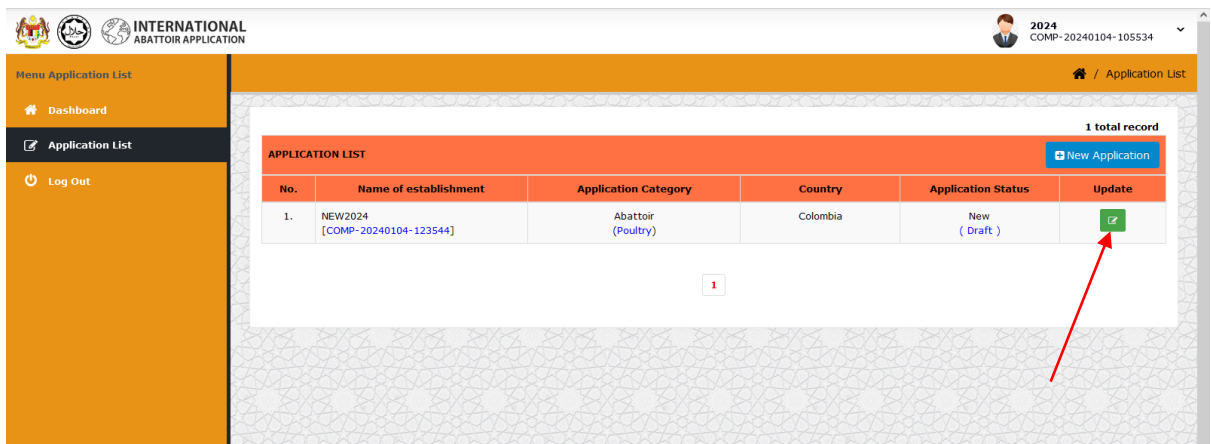 INTERNATIONAL
ABATTOIR APPLICATION
2024
COMP-20240104-105534
Menu Application List
/ Application List
Dashboard
Application List
Log Out
1 total record
APPLICATION LIST
New Application
No. Name of establishment Application Category Country Application Status Update
1. NEW2024 Abattoir Colombia New
[COMP-20240104-123544] (Poultry) ( Draft )
1